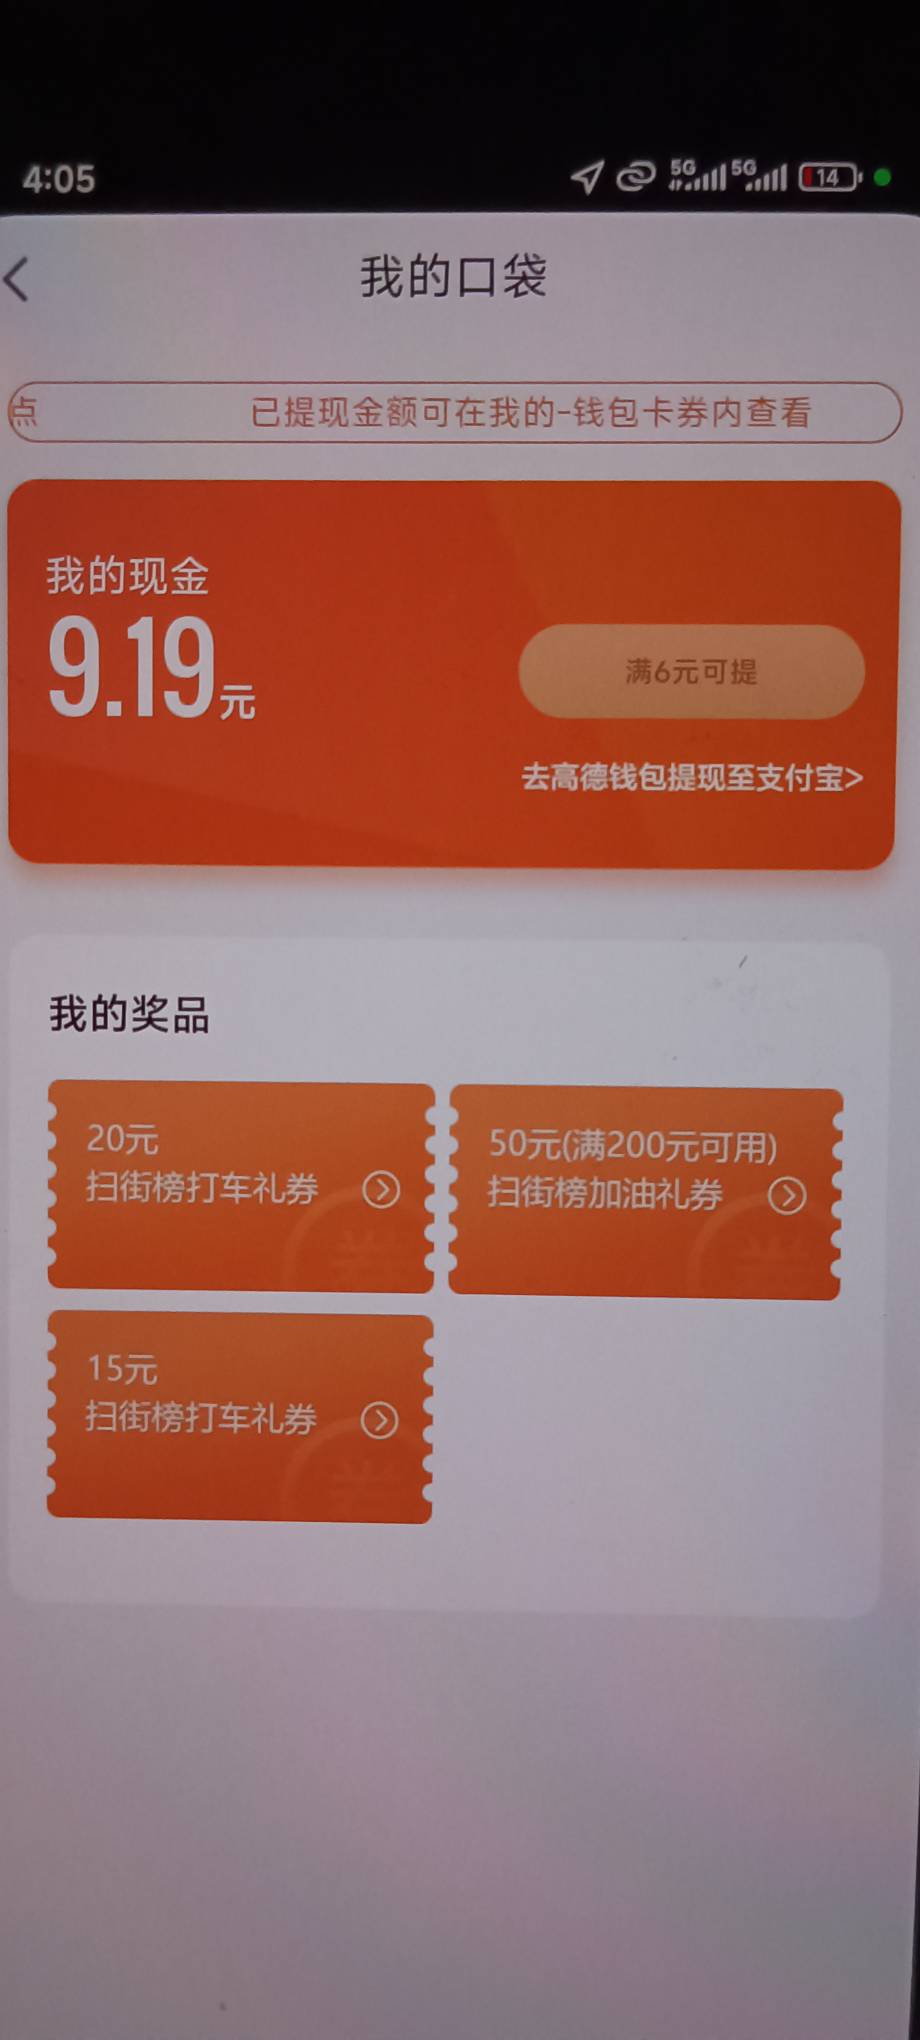 4:05
5G
5G
14
我的口袋
点
已提现金额可在我的-钱包卡券内查看
我的现金
9.19元
满6元可提
去高德钱包提现至支付宝>
我的奖品
20元
扫街榜打车礼券
券
50元(满200元可用)
扫街榜加油礼券
券
15元
扫街榜打车礼券
券